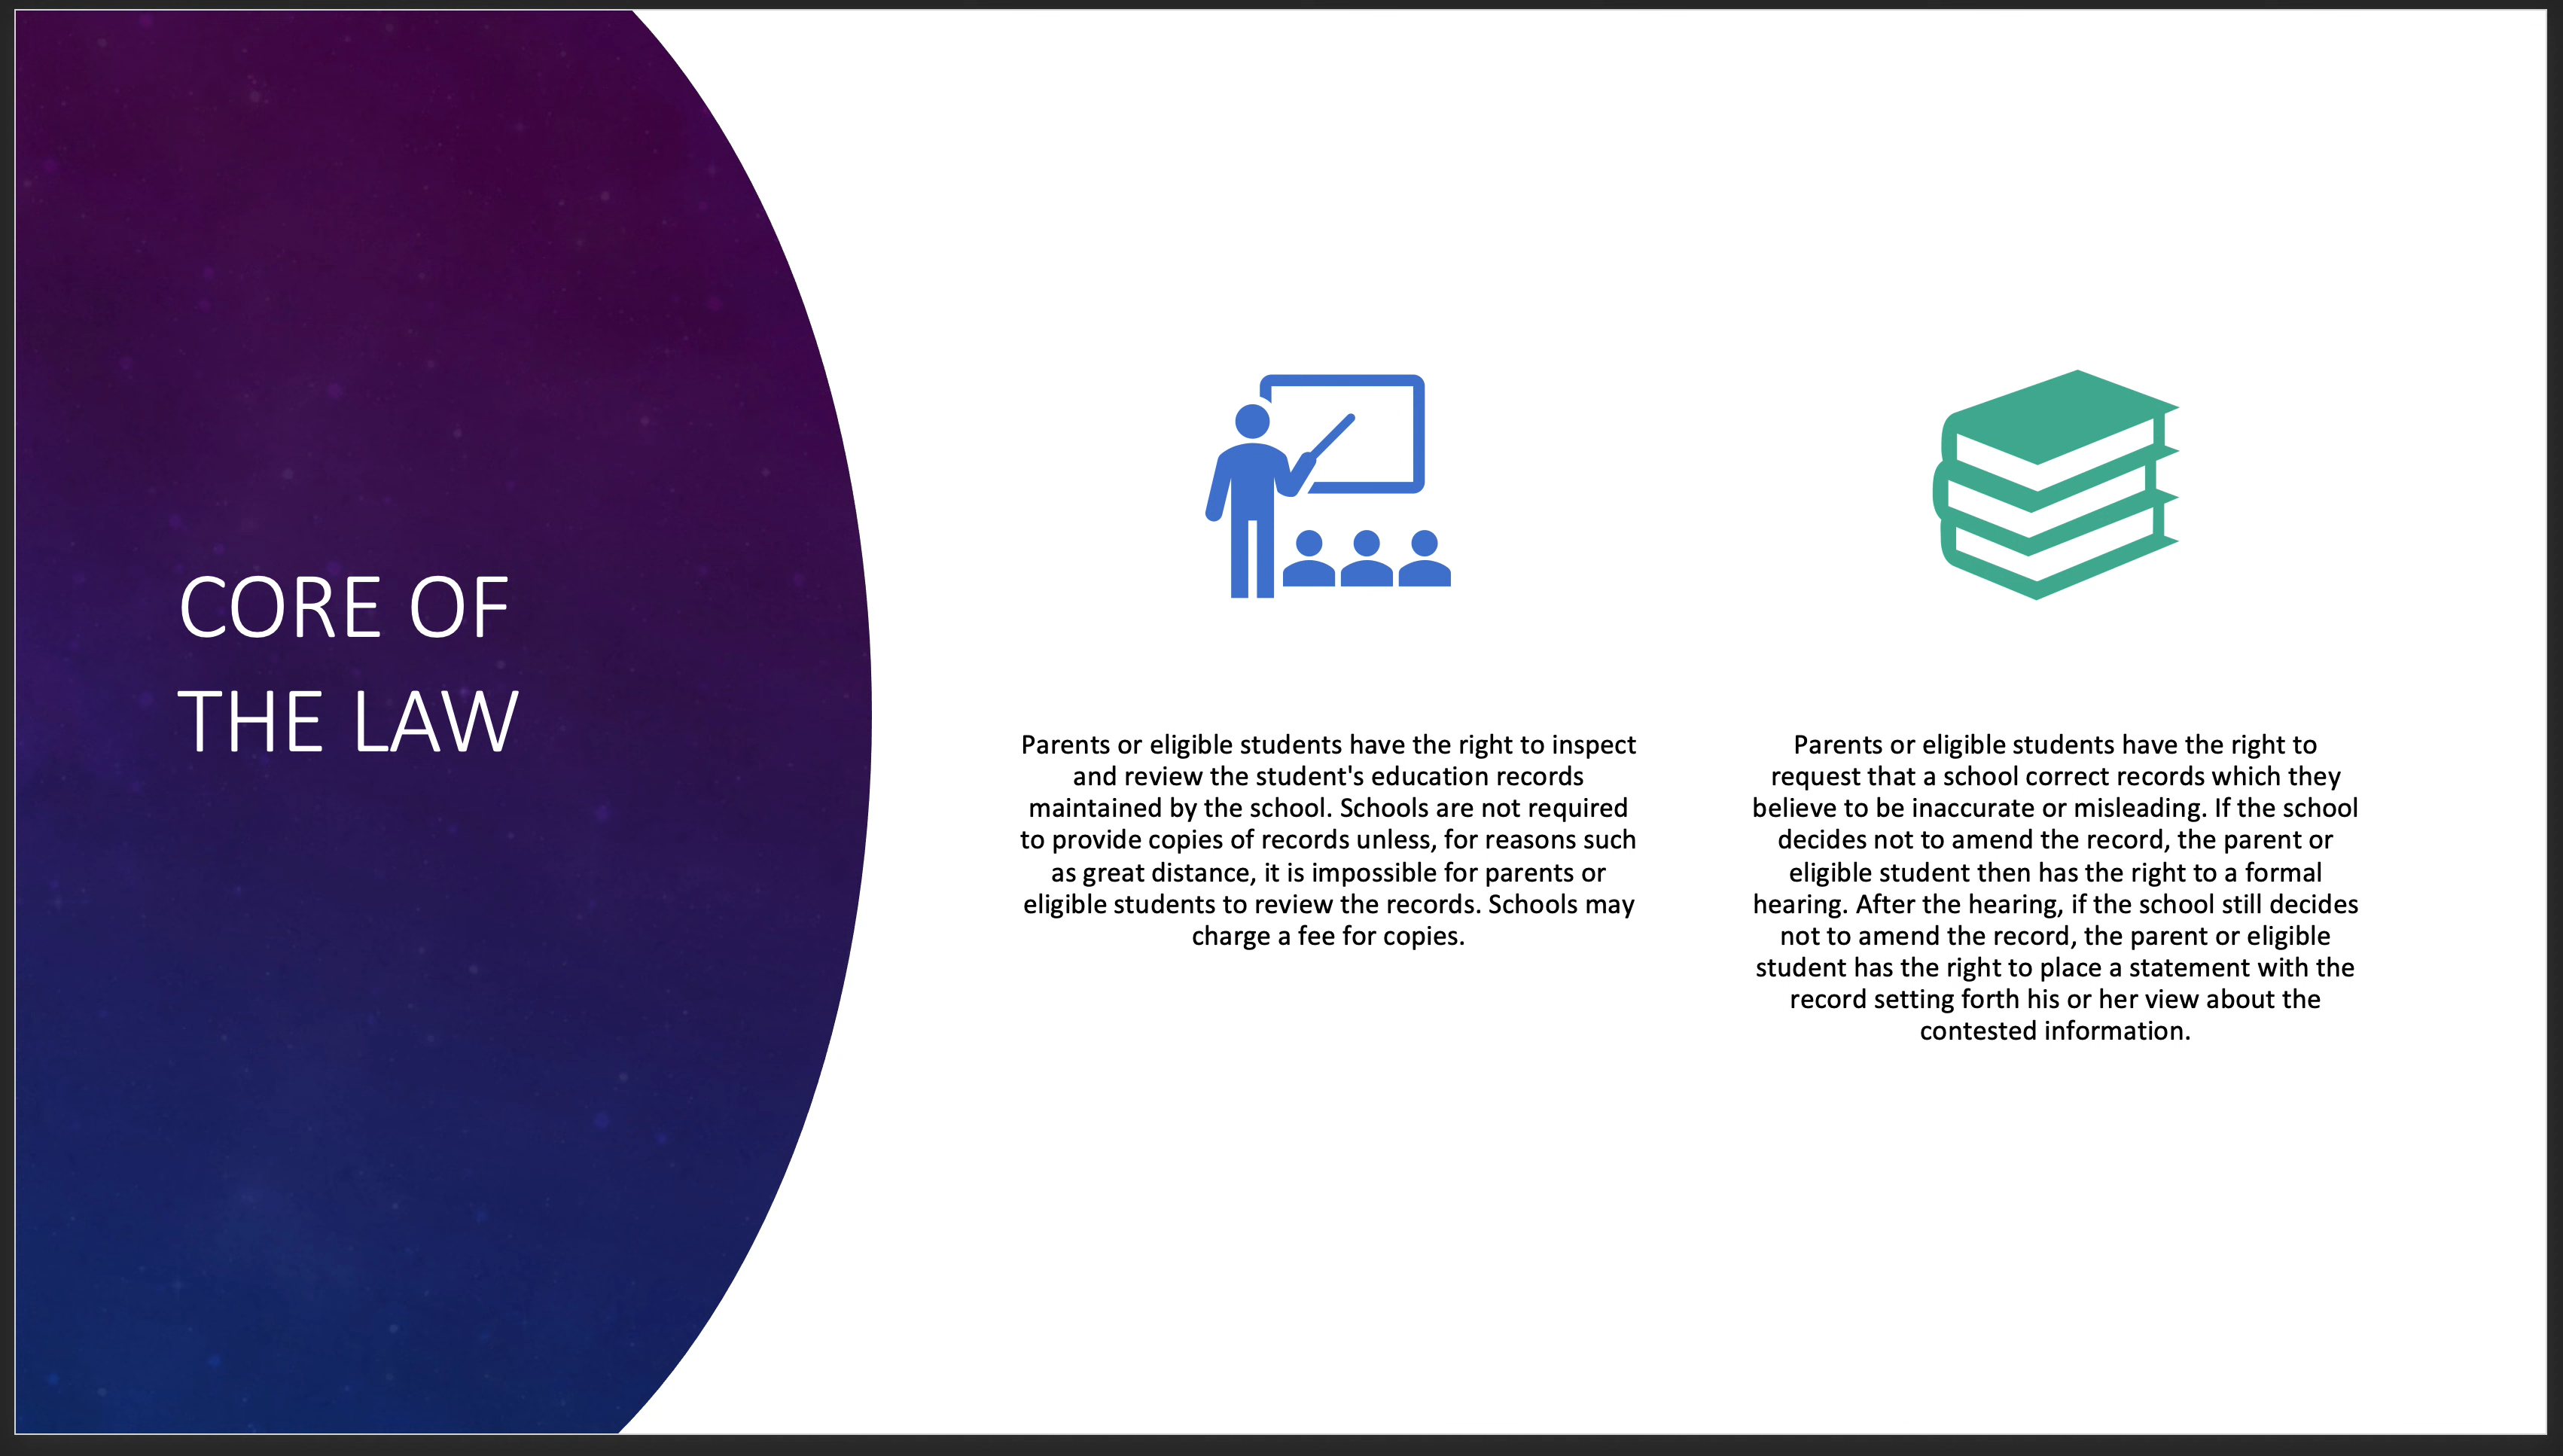 CORE OF
THE LAW
Parents or eligible students have the right to inspect
and review the student's education records
maintained by the school. Schools are not required
to provide copies of records unless, for reasons such
as great distance, it is impossible for parents or
eligible students to review the records. Schools may
charge a fee for copies.
Parents or eligible students have the right to
request that a school correct records which they
believe to be inaccurate or misleading. If the school
decides not to amend the record, the parent or
eligible student then has the right to a formal
hearing. After the hearing, if the school still decides
not to amend the record, the parent or eligible
student has the right to place a statement with the
record setting forth his or her view about the
contested information.